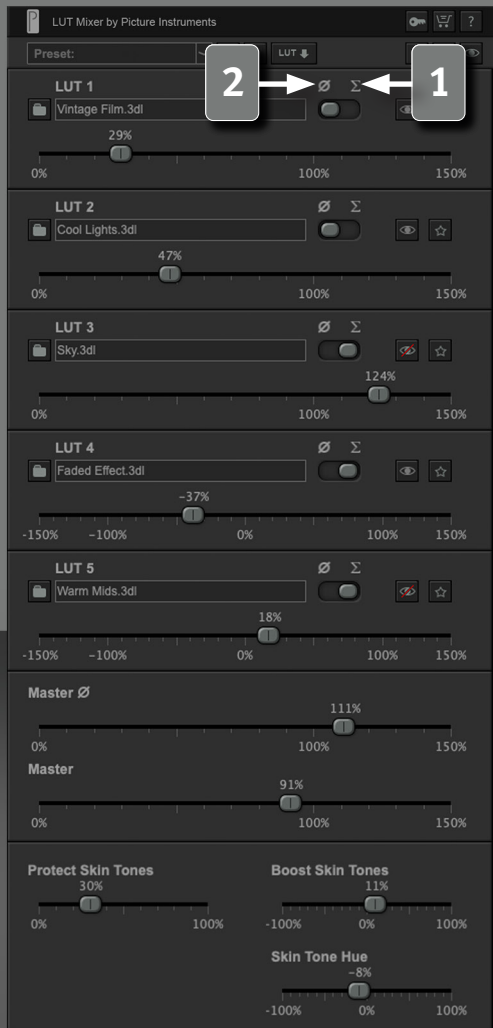 LUT Mixer by Picture Instruments ?
Preset: LUT
2 1
LUT 1 Ø Σ
Vintage Film.3dl
29%
0% 100% 150%
LUT 2 Ø Σ
Cool Lights.3dl
47%
0% 100% 150%
LUT 3 Ø Σ
Sky.3dl
124%
0% 100% 150%
LUT 4 Ø Σ
Faded Effect.3dl
-37%
-150% -100% 0% 100% 150%
LUT 5 Ø Σ
Warm Mids.3dl
18%
-150% -100% 0% 100% 150%
Master Ø
111%
0% 100% 150%
Master
91%
0% 100% 150%
Protect Skin Tones Boost Skin Tones
30% 11%
0% 100% -100% 0% 100%
Skin Tone Hue
-8%
-100% 0% 100%